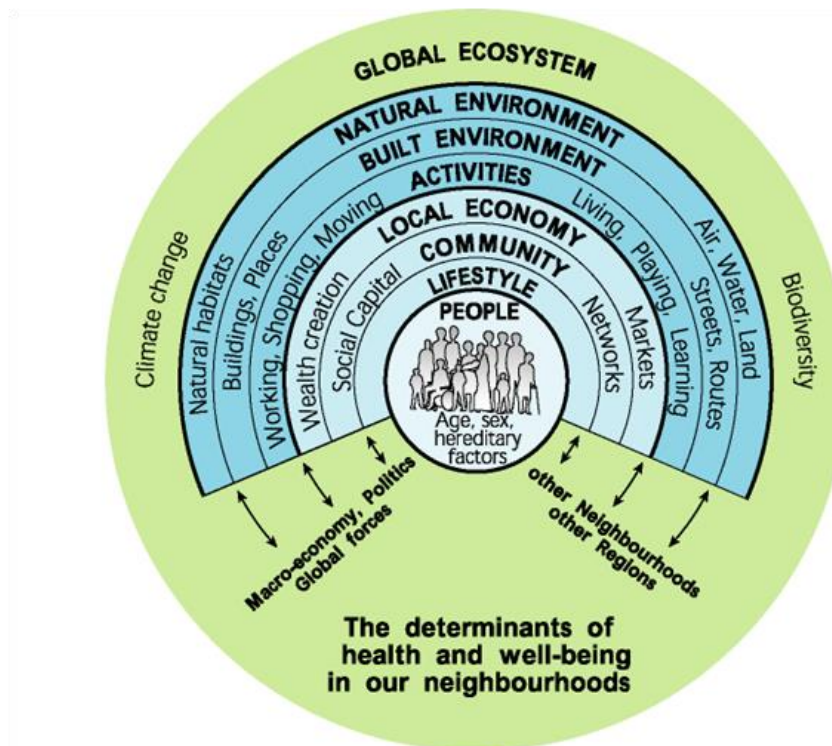 GLOBAL ECOSYSTEM
NATURAL ENVIRONMENT
BUILT ENVIRONMENT
ACTIVITIES
LOCAL ECONOMY
COMMUNITY
LIFESTYLE
PEOPLE
Age, sex,
hereditary
factors
Climate change
Natural habitats
Buildings, Places
Working, Shopping, Moving
Wealth creation
Social Capital
Networks
Markets
Living, Playing, Learning
Streets, Routes
Air, Water, Land
Biodiversity
Macro-economy, Politics
Global forces
other Neighbourhoods
other Regions
The determinants of
health and well-being
in our neighbourhoods